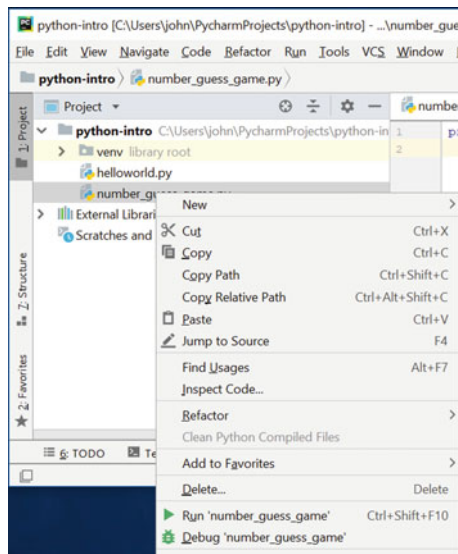 python-intro [C:\Users\john\PycharmProjects\python-intro] - ...\number_gue
File Edit View Navigate Code Refactor Run Tools VCS Window
python-intro number_guess_game.py
1: Project
Project
numbe
python-intro C:\Users\john\PycharmProjects\python-in
1
venv library root
2
helloworld.py
number_guess_game.py
External Librari
Scratches and
New
Cut Ctrl+X
Copy Ctrl+C
Copy Path Ctrl+Shift+C
Copy Relative Path Ctrl+Alt+Shift+C
Paste Ctrl+V
Jump to Source F4
Find Usages Alt+F7
Inspect Code...
Refactor
Clean Python Compiled Files
Add to Favorites
Delete... Delete
Run 'number_guess_game' Ctrl+Shift+F10
Debug 'number_guess_game'
7: Structure
2: Favorites
6: TODO Te